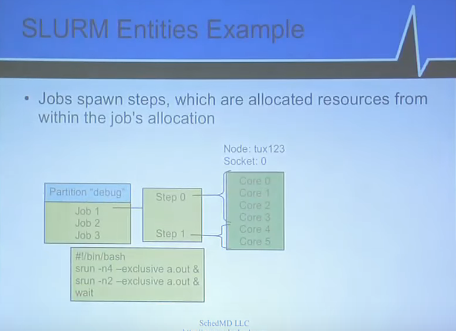 SLURM Entities Example
• Jobs spawn steps, which are allocated resources from
within the job's allocation
Node: tux123
Socket: 0
Partition "debug"
Job 1
Job 2
Job 3
Step 0
Step 1
Core 0
Core 1
Core 2
Core 3
Core 4
Core 5
#!/bin/bash
srun -n4 --exclusive a.out &
srun -n2 --exclusive a.out &
wait
SchedMD LLC